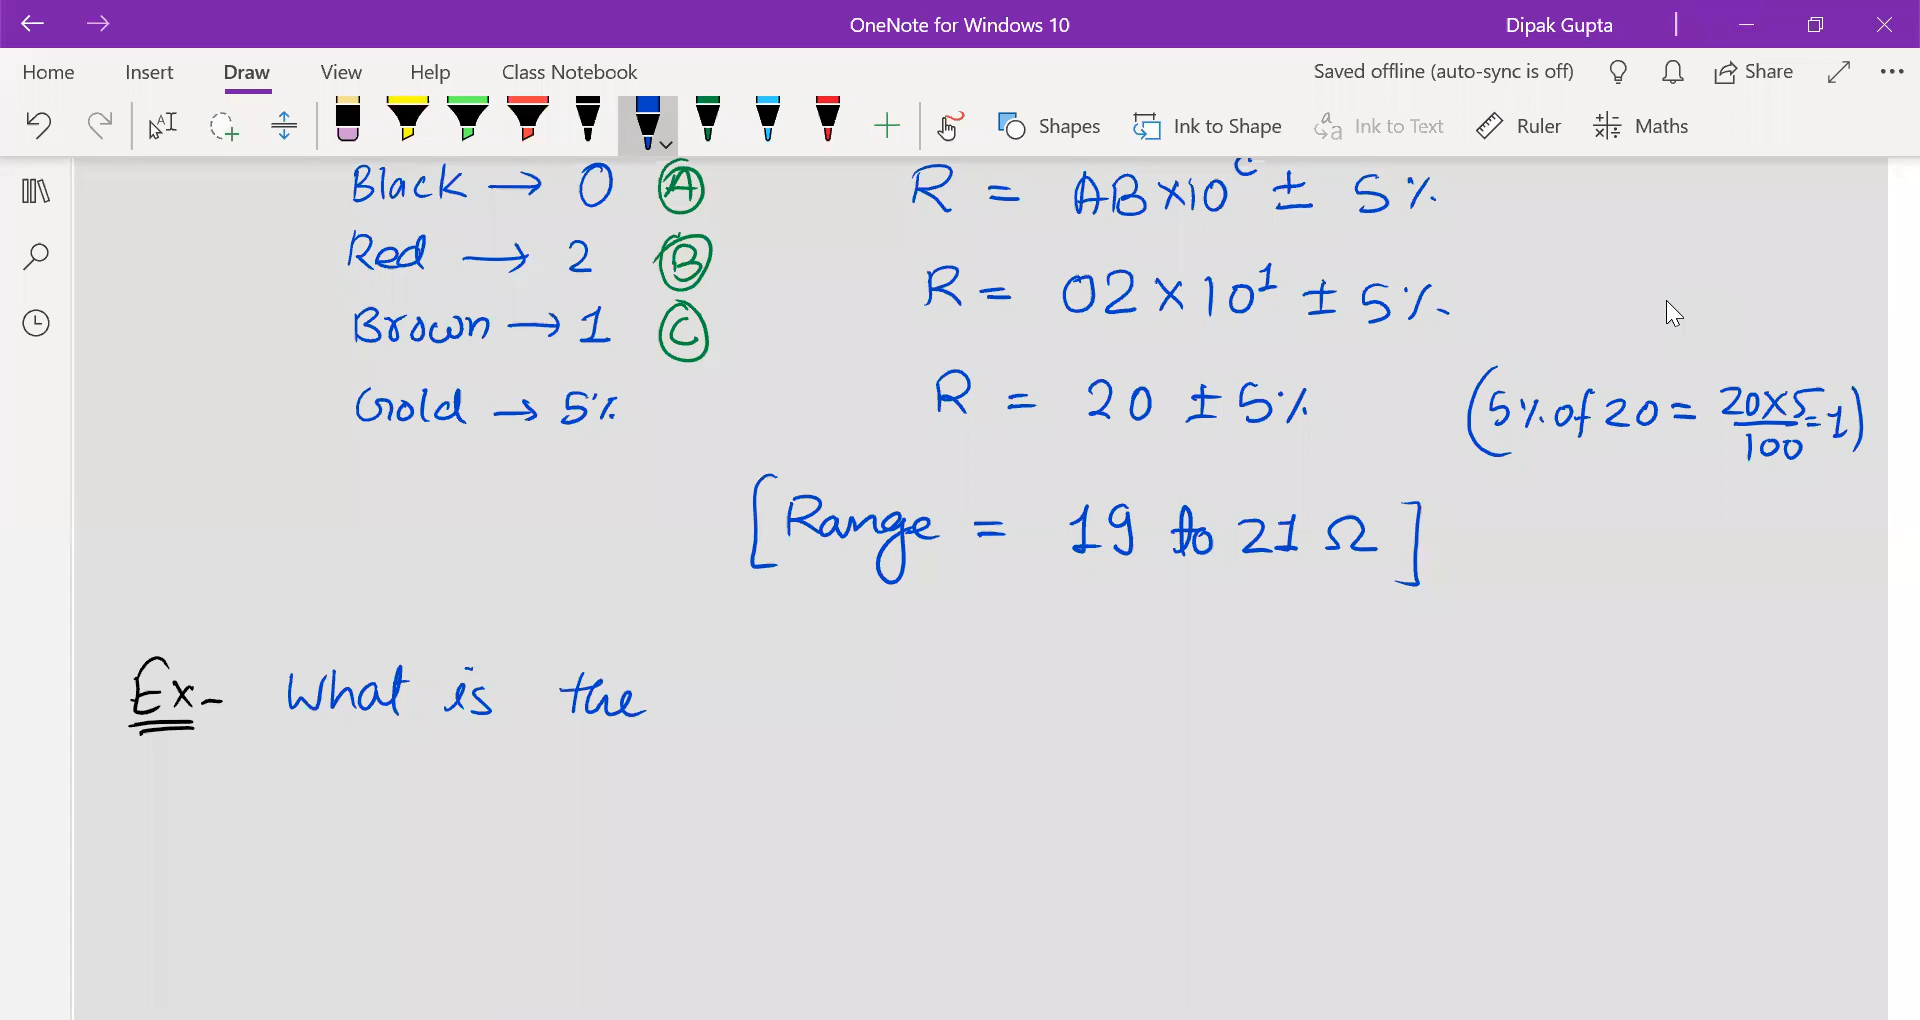 OneNote for Windows 10
Dipak Gupta
Home Insert Draw View Help Class Notebook
Saved offline (auto-sync is off) Share
Shapes Ink to Shape Ink to Text Ruler Maths
Black → 0 Ⓐ
R = AB×10^c ± 5%
Red → 2 Ⓑ
R = 02×10^1 ± 5%
Brown → 1 Ⓒ
Gold → 5%
R = 20 ± 5%
(5% of 20 = 20×5/100 = 1)
[Range = 19 to 21 Ω]
Ex- What is the